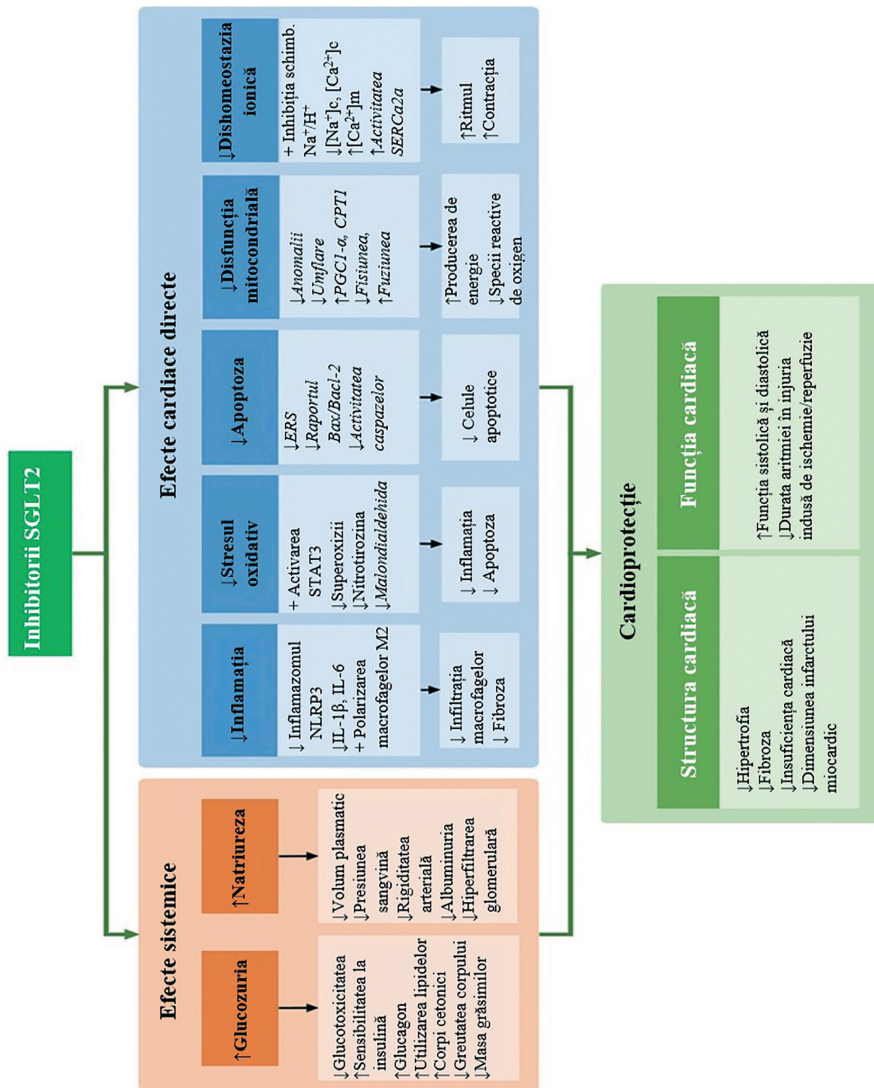 Inhibitorii SGLT2
Efecte sistemice
↑Glucozuria
↓Glucotoxicitatea
↑Sensibilitatea la
insulină
↑Glucagon
↑Utilizarea lipidelor
↑Corpi cetonici
↓Greutatea corpului
↓Masa grăsimilor
↑Natriureza
↓Volum plasmatic
↓Presiunea
sangvină
↓Rigiditatea
arterială
↓Albuminuria
↓Hiperfiltrarea
glomerulară
Efecte cardiace directe
↓Inflamația
↓ Inflamazomul
NLRP3
↓IL-1β, IL-6
+ Polarizarea
macrofagelor M2
↓ Infiltrația
macrofagelor
↓ Fibroza
↓Stresul
oxidativ
+ Activarea
STAT3
↓Superoxizii
↓Nitrotirozina
↓Malondialdehida
↓ Inflamația
↓ Apoptoza
↓Apoptoza
↓ERS
↓Raportul
Bax/Bacl-2
↓Activitatea
caspazelor
↓ Celule
apoptotice
↓Disfuncția
mitocondrială
↓Anomalii
↓Umflare
↑PGC1-α, CPT1
↓Fisiunea,
↑Fuziunea
↑Producerea de
energie
↓Specii reactive
de oxigen
↓Dishomeostazia
ionică
+ Inhibiția schimb.
Na⁺/H⁺
↓[Na⁺]c, [Ca²⁺]c
↑[Ca²⁺]m
↑Activitatea
SERCa2a
↑Ritmul
↑Contracția
Cardioprotecție
Structura cardiacă
↓Hipertrofia
↓Fibroza
↓Insuficiența cardiacă
↓Dimensiunea infarctului
miocardic
Funcția cardiacă
↑Funcția sistolică și diastolică
↓Durata aritmiei în injuria
indusă de ischemie/reperfuzie